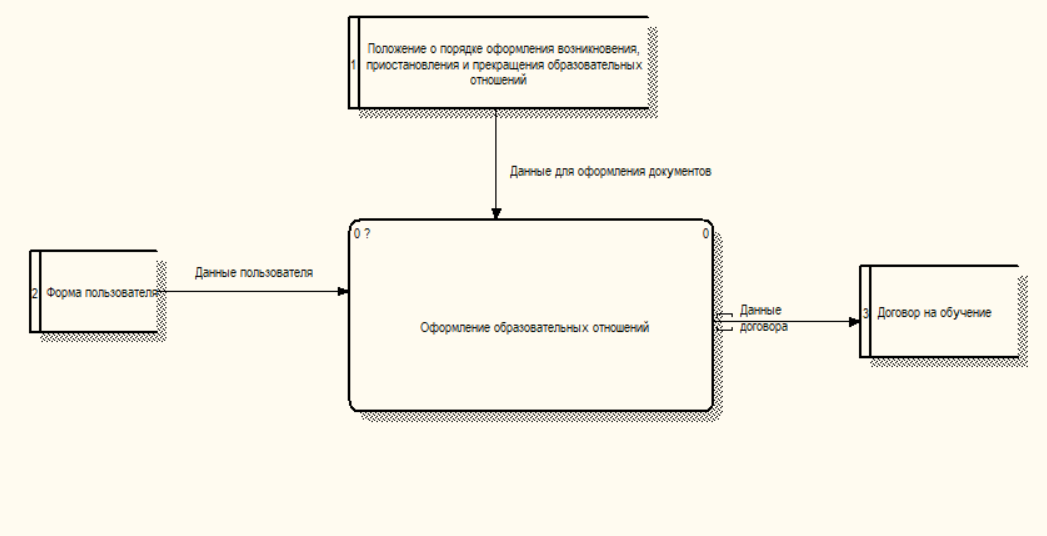 1
Положение о порядке оформления возникновения,
приостановления и прекращения образовательных
отношений
Данные для оформления документов
0 ?
0
2
Форма пользователя
Данные пользователя
Оформление образовательных отношений
Данные
договора
3
Договор на обучение